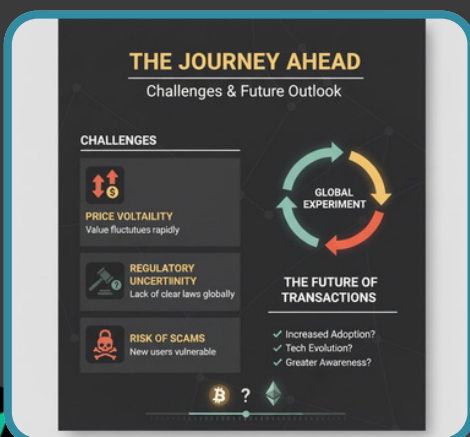 THE JOURNEY AHEAD
Challenges & Future Outlook
CHALLENGES
PRICE VOLTAILITY
Value fluctutues rapidly
REGULATORY
UNCERTIINITY
Lack of clear laws globally
RISK OF SCAMS
New users vulnerable
GLOBAL
EXPERIMENT
THE FUTURE OF
TRANSACTIONS
Increased Adoption?
Tech Evolution?
Greater Awareness?
?